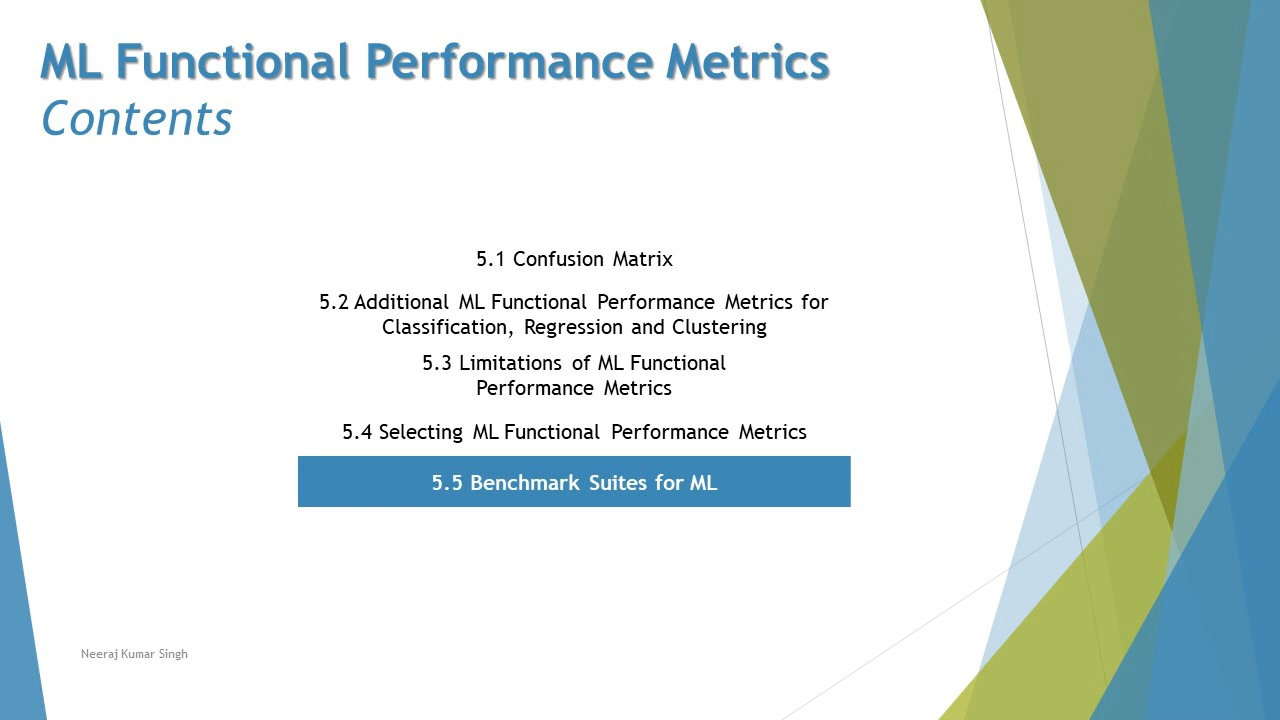 ML Functional Performance Metrics
Contents
5.1 Confusion Matrix
5.2 Additional ML Functional Performance Metrics for
Classification, Regression and Clustering
5.3 Limitations of ML Functional
Performance Metrics
5.4 Selecting ML Functional Performance Metrics
5.5 Benchmark Suites for ML
Neeraj Kumar Singh